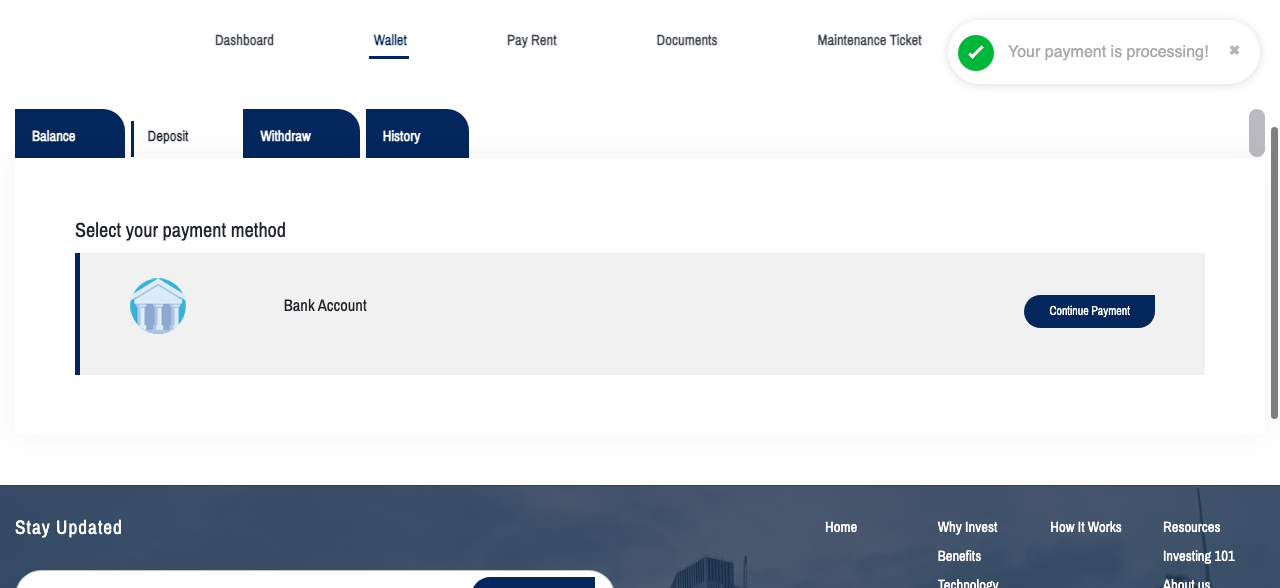 Dashboard Wallet Pay Rent Documents Maintenance Ticket
Your payment is processing! ✖
Balance Deposit Withdraw History
Select your payment method
Bank Account Continue Payment
Stay Updated
Home Why Invest How It Works Resources
Benefits Investing 101
Technology About us